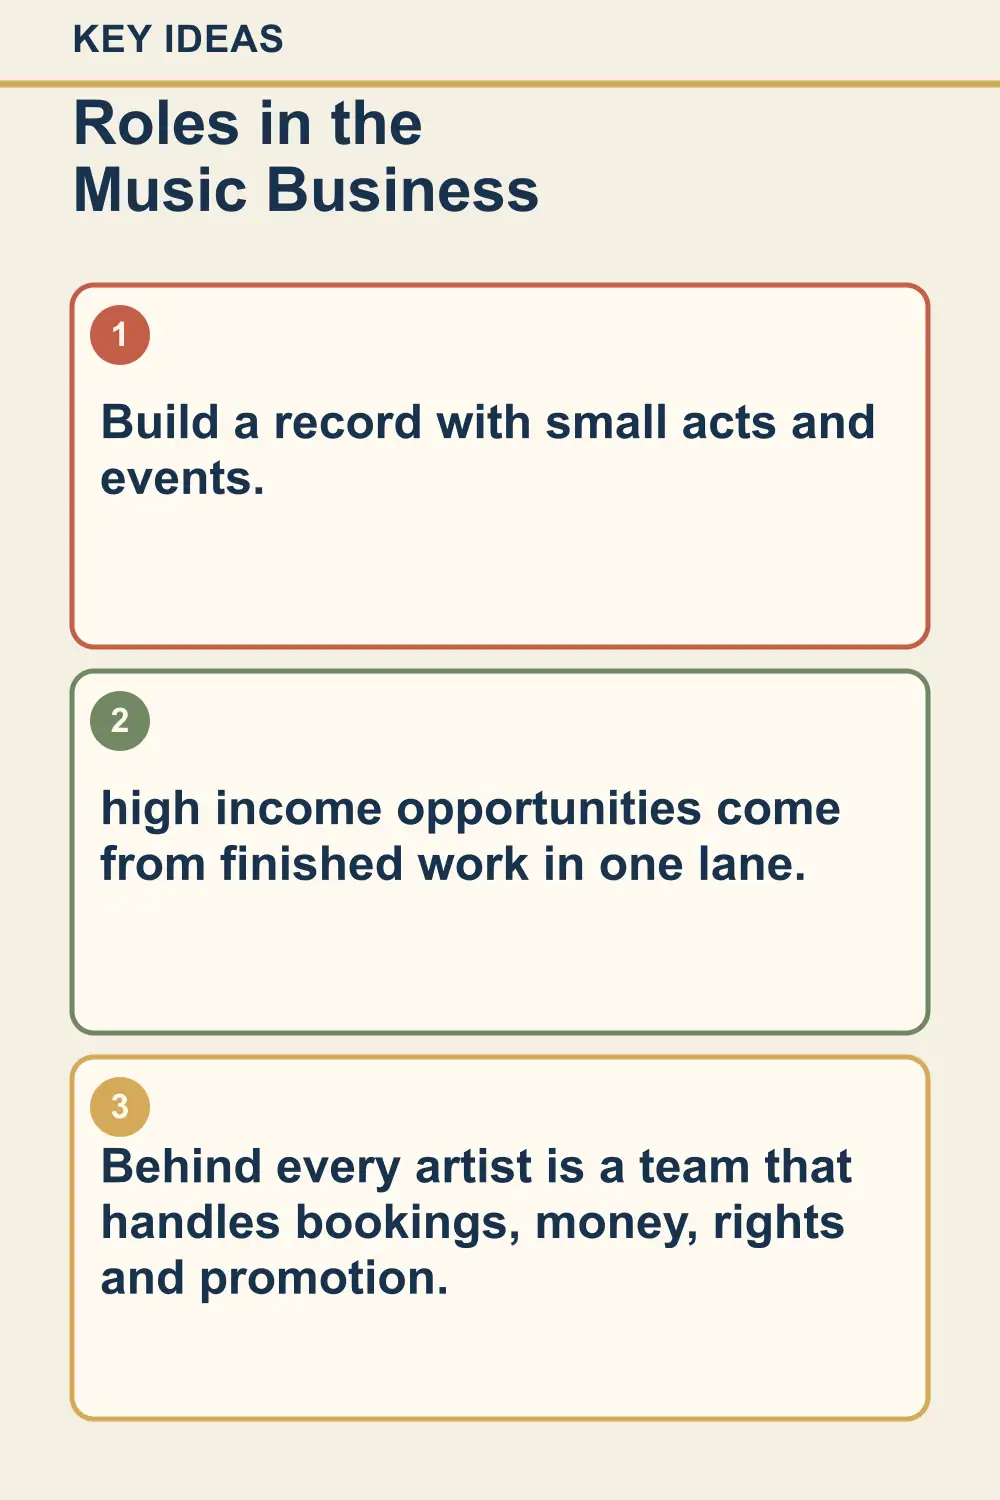 KEY IDEAS
Roles in the
Music Business
1
Build a record with small acts and
events.
2
high income opportunities come
from finished work in one lane.
3
Behind every artist is a team that
handles bookings, money, rights
and promotion.